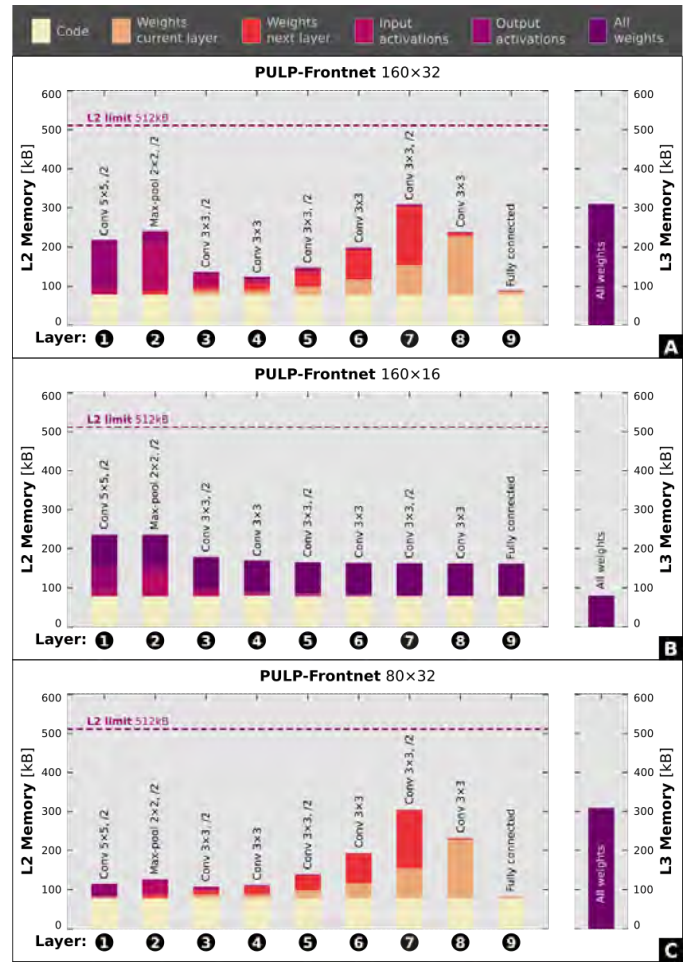 Code
Weights
current layer
Weights
next layer
Input
activations
Output
activations
All
weights
PULP-Frontnet 160×32
L2 Memory [kB]
600
500
400
300
200
100
0
L2 limit 512kB
Conv 5×5, /2
Max-pool 2×2, /2
Conv 3×3, /2
Conv 3×3
Conv 3×3, /2
Conv 3×3
Conv 3×3, /2
Conv 3×3
Fully connected
All weights
600
500
400
300
200
100
0
L3 Memory [kB]
Layer: 1 2 3 4 5 6 7 8 9
A
PULP-Frontnet 160×16
L2 Memory [kB]
600
500
400
300
200
100
0
L2 limit 512kB
Conv 5×5, /2
Max-pool 2×2, /2
Conv 3×3, /2
Conv 3×3
Conv 3×3, /2
Conv 3×3
Conv 3×3, /2
Conv 3×3
Fully connected
All weights
600
500
400
300
200
100
0
L3 Memory [kB]
Layer: 1 2 3 4 5 6 7 8 9
B
PULP-Frontnet 80×32
L2 Memory [kB]
600
500
400
300
200
100
0
L2 limit 512kB
Conv 5×5, /2
Max-pool 2×2, /2
Conv 3×3, /2
Conv 3×3
Conv 3×3, /2
Conv 3×3
Conv 3×3, /2
Conv 3×3
Fully connected
All weights
600
500
400
300
200
100
0
L3 Memory [kB]
Layer: 1 2 3 4 5 6 7 8 9
C